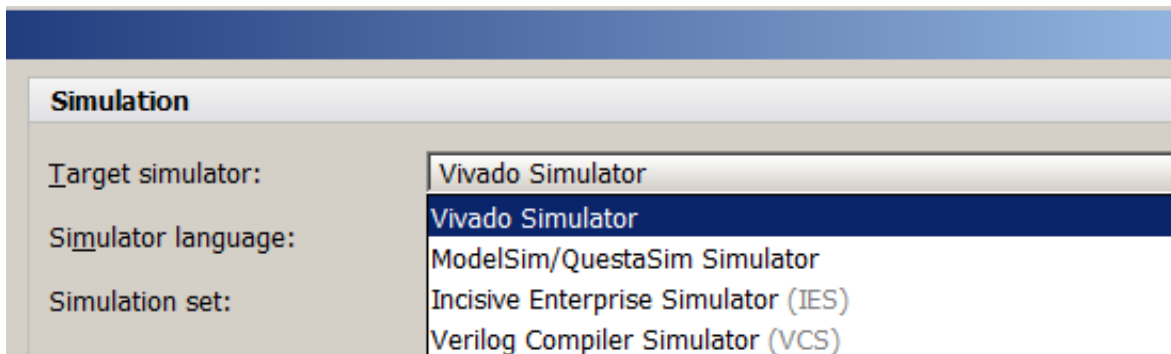 Simulation
Target simulator:
Vivado Simulator
Vivado Simulator
Simulator language:
ModelSim/QuestaSim Simulator
Simulation set:
Incisive Enterprise Simulator (IES)
Verilog Compiler Simulator (VCS)